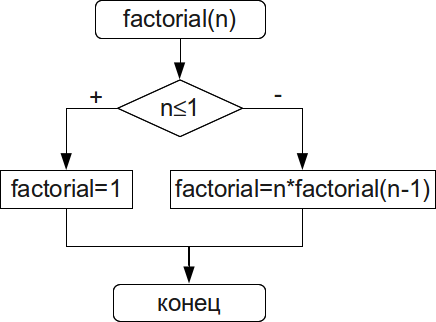 factorial(n)
+
-
n≤1
factorial=1
factorial=n*factorial(n-1)
конец